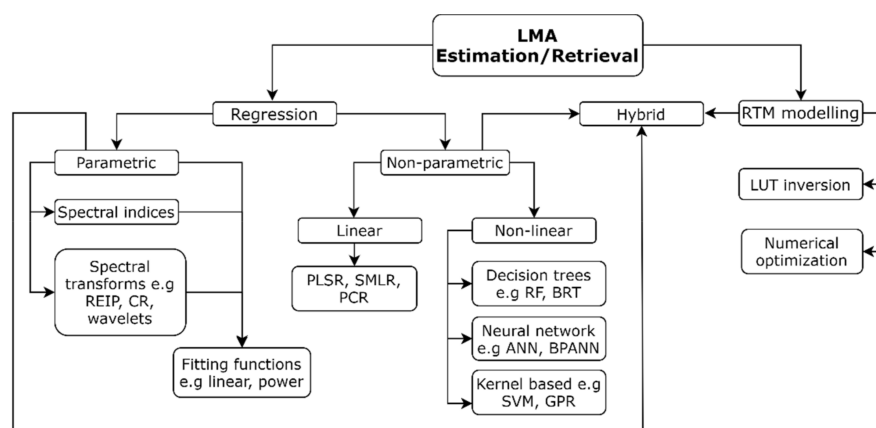 LMA
Estimation/Retrieval
Regression
Hybrid
RTM modelling
Parametric
Non-parametric
LUT inversion
Spectral indices
Linear
Non-linear
Numerical
optimization
Spectral
transforms e.g
REIP, CR,
wavelets
PLSR, SMLR,
PCR
Decision trees
e.g RF, BRT
Neural network
e.g ANN, BPANN
Fitting functions
e.g linear, power
Kernel based e.g
SVM, GPR